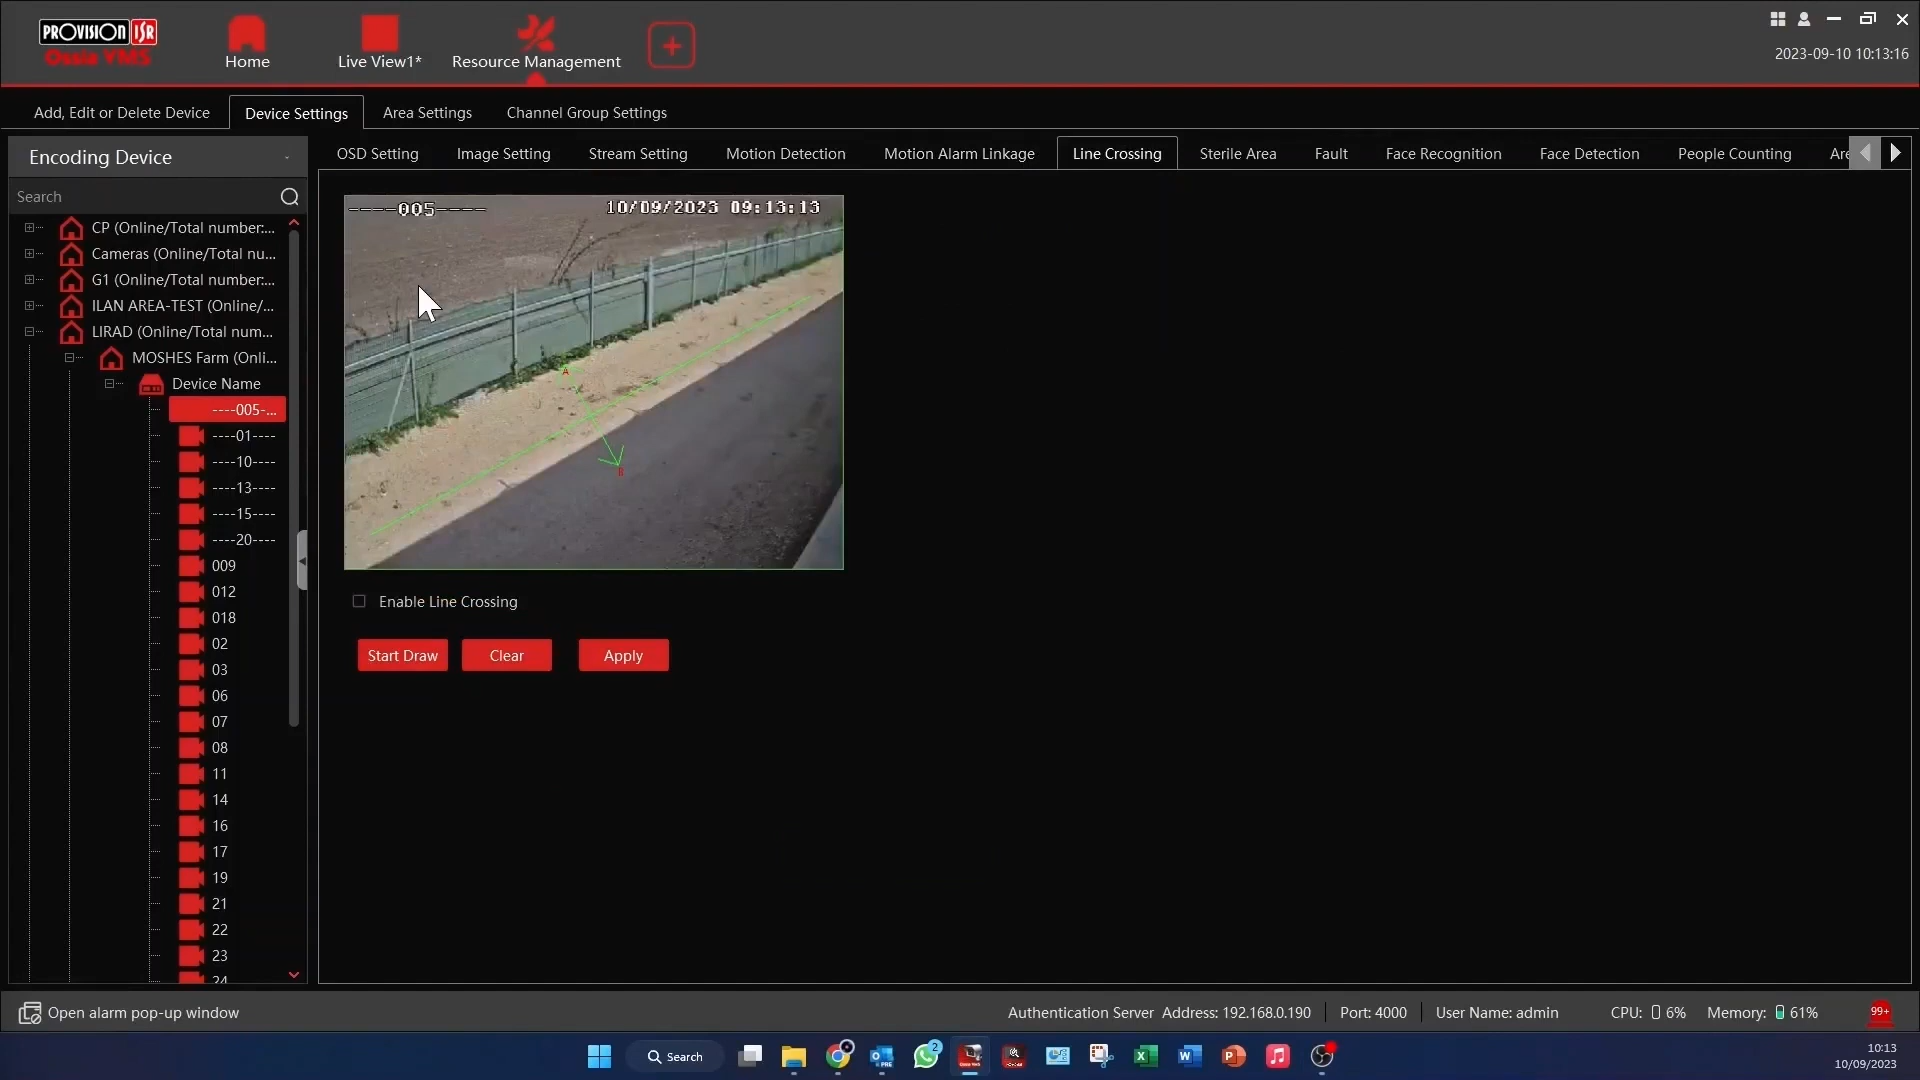 PROVISION ISR
Ossia VMS
Home
Live View1*
Resource Management
2023-09-10 10:13:16
Add, Edit or Delete Device
Device Settings
Area Settings
Channel Group Settings
Encoding Device
OSD Setting
Image Setting
Stream Setting
Motion Detection
Motion Alarm Linkage
Line Crossing
Sterile Area
Fault
Face Recognition
Face Detection
People Counting
Are
Search
CP (Online/Total number:...
Cameras (Online/Total nu...
G1 (Online/Total number:...
ILAN AREA-TEST (Online/...
LIRAD (Online/Total num...
MOSHES Farm (Onli...
Device Name
----005-...
----01----
----10----
----13----
----15----
----20----
009
012
018
02
03
06
07
08
11
14
16
17
19
21
22
23
24
----005----
10/09/2023 09:13:13
A
B
Enable Line Crossing
Start Draw
Clear
Apply
Open alarm pop-up window
Authentication Server Address: 192.168.0.190
Port: 4000
User Name: admin
CPU: 6%
Memory: 61%
99+
Search
2
10:13
10/09/2023